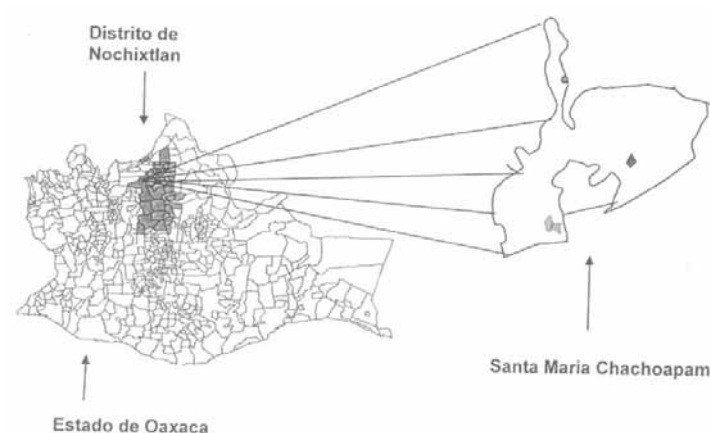 Distrito de
Nochixtlan
Santa Maria Chachoapam
Estado de Oaxaca